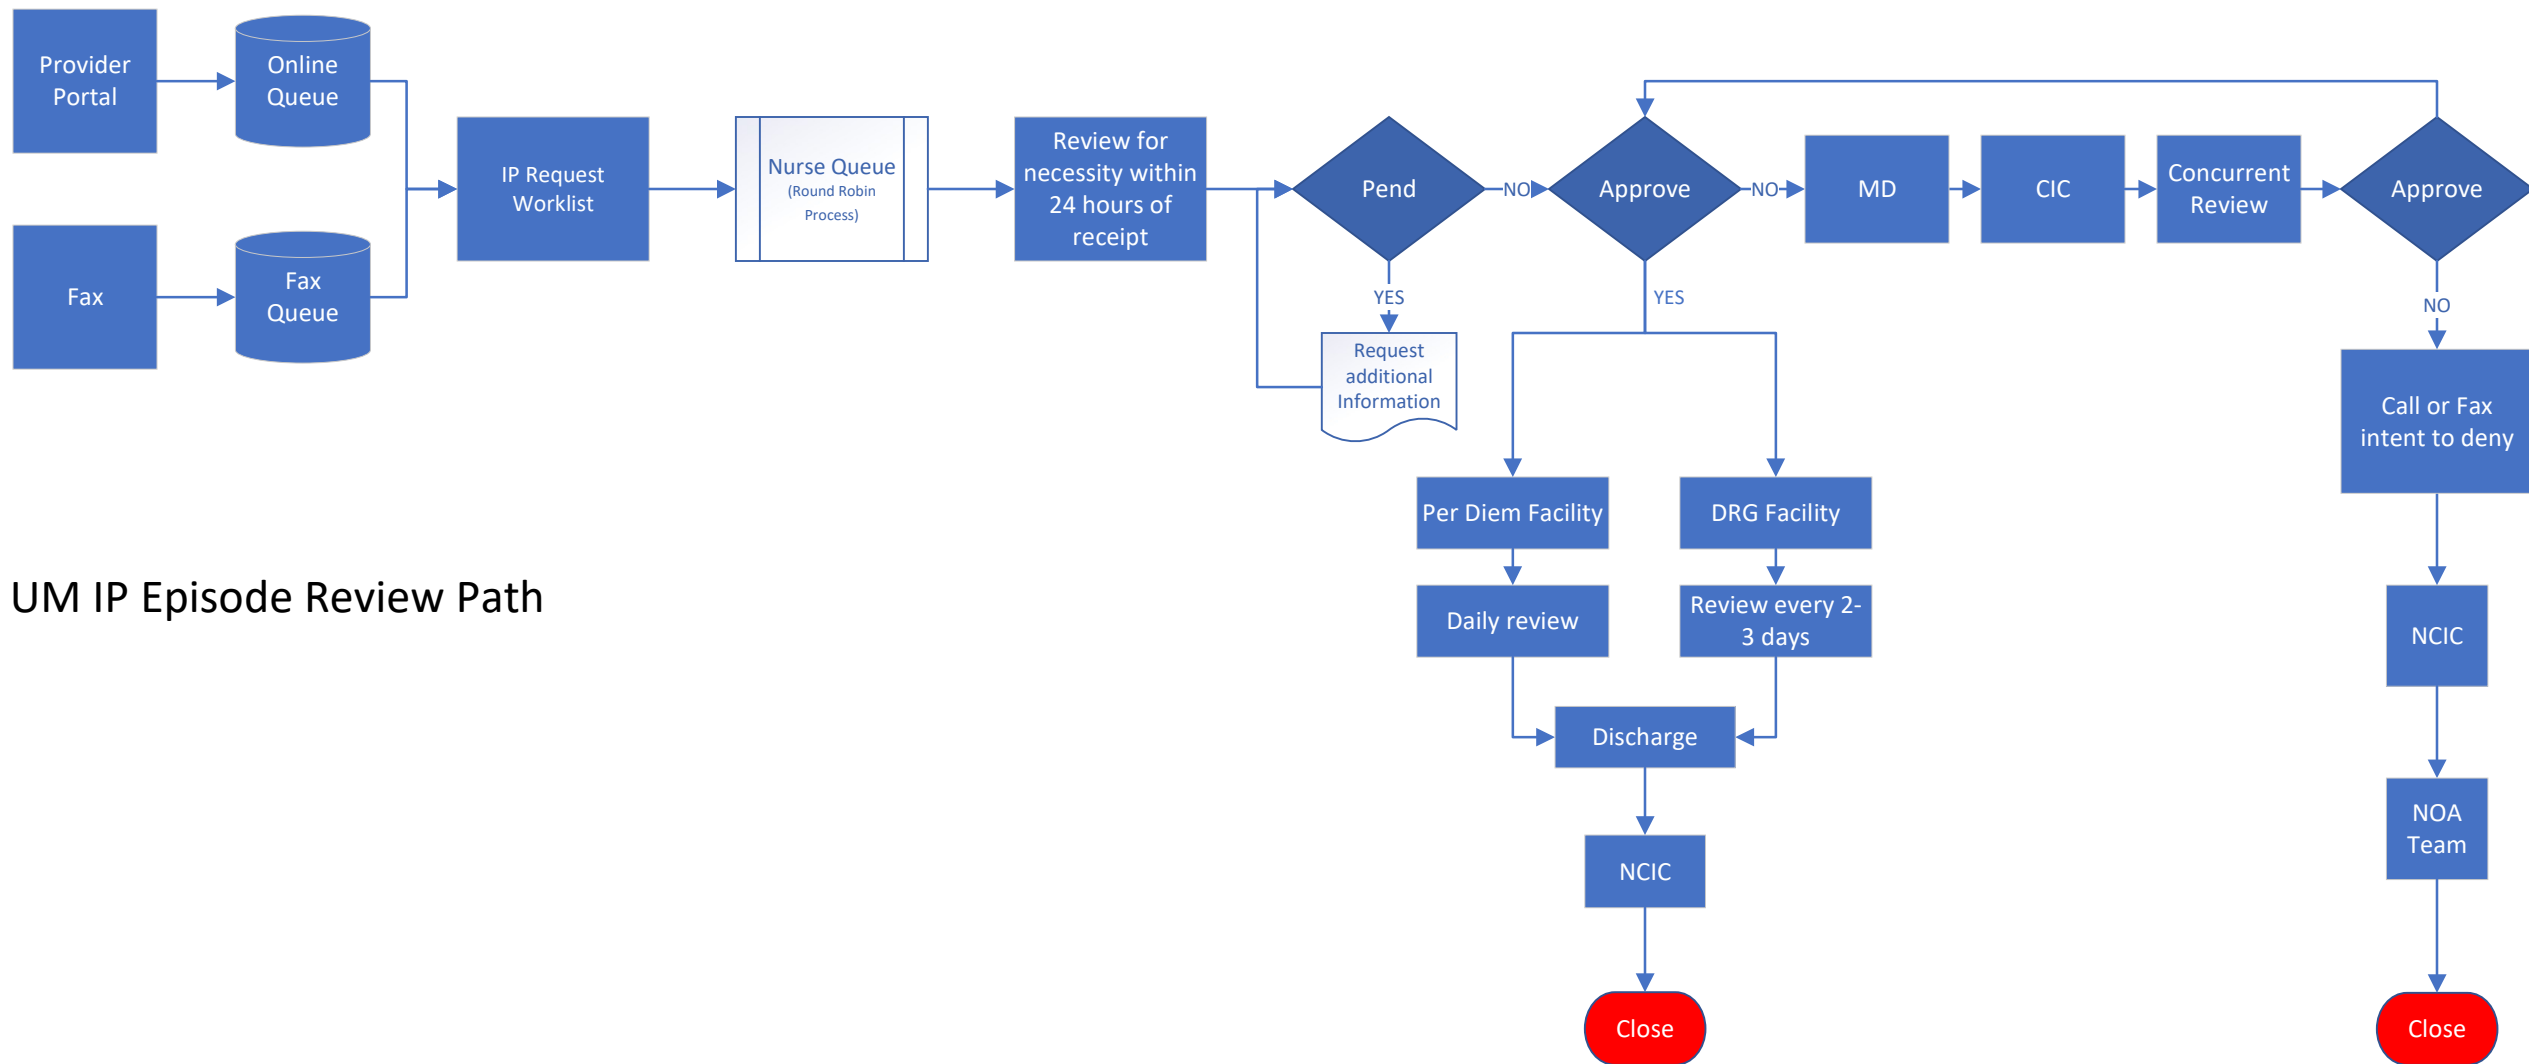 Provider
Portal
Online
Queue
Fax
Fax
Queue
IP Request
Worklist
Nurse Queue
(Round Robin
Process)
Review for
necessity within
24 hours of
receipt
Pend
NO
YES
Request
additional
Information
Approve
NO
YES
MD
CIC
Concurrent
Review
Approve
NO
Call or Fax
intent to deny
NCIC
NOA
Team
Close
Per Diem Facility
DRG Facility
Daily review
Review every 2-
3 days
Discharge
NCIC
Close
UM IP Episode Review Path